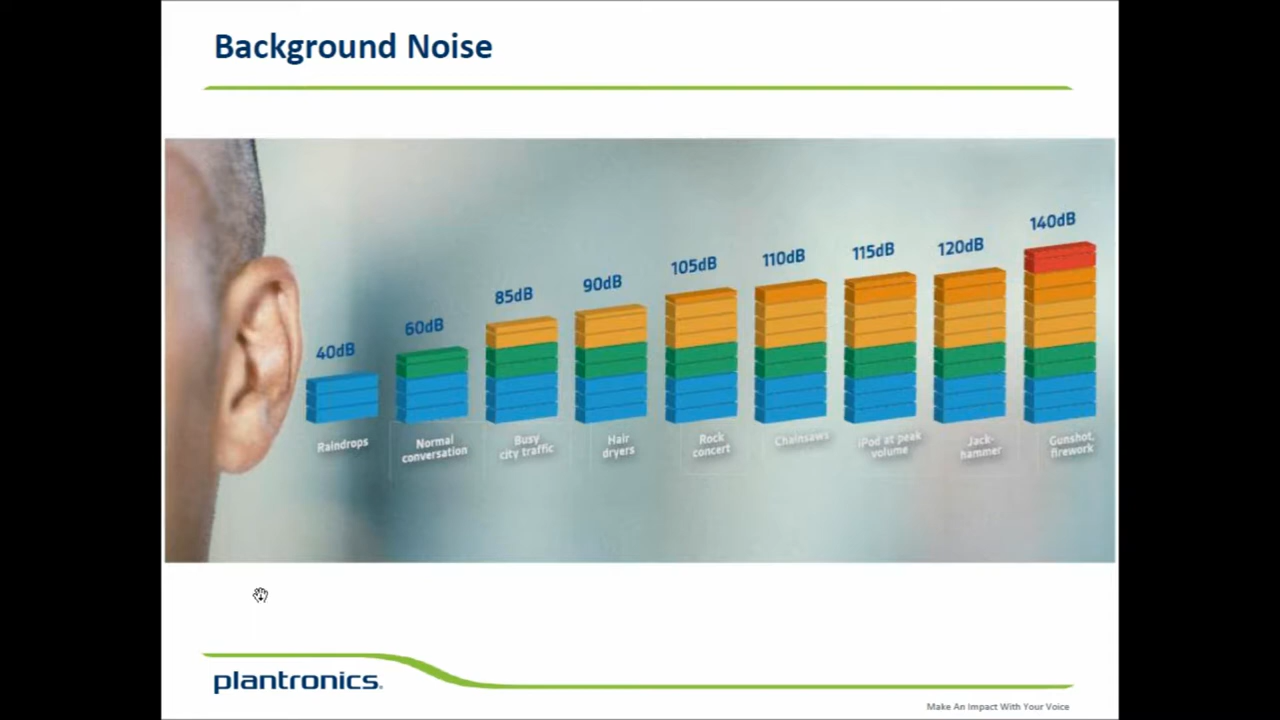 Background Noise
40dB
60dB
85dB
90dB
105dB
110dB
115dB
120dB
140dB
Raindrops
Normal
conversation
Busy
city traffic
Hair
dryers
Rock
concert
Chainsaws
iPod at peak
volume
Jack-
hammer
Gunshot,
firework
plantronics.
Make An Impact With Your Voice